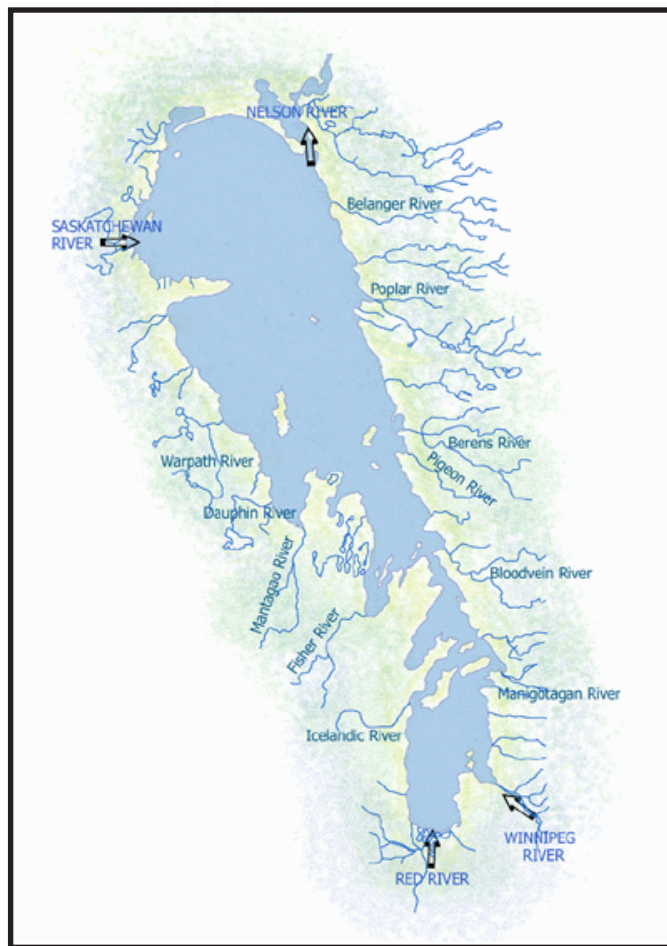 NELSON RIVER
Belanger River
SASKATCHEWAN
RIVER
Poplar River
Berens River
Warpath River
Pigeon River
Dauphin River
Mantagao River
Bloodvein River
Fisher River
Manigotagan River
Icelandic River
WINNIPEG
RIVER
RED RIVER